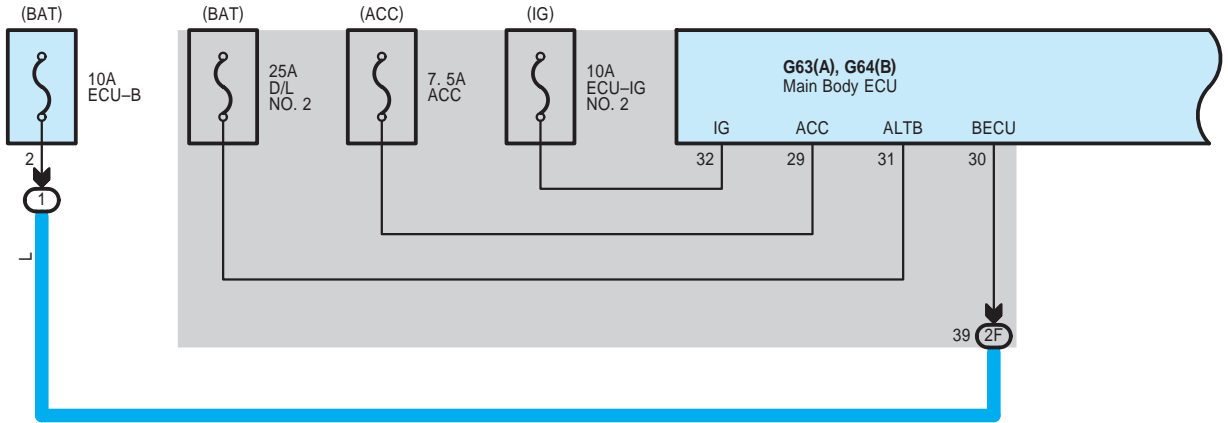 (BAT)
(BAT)
(ACC)
(IG)
10A
ECU–B
25A
D/L
NO. 2
7. 5A
ACC
10A
ECU–IG
NO. 2
G63(A), G64(B)
Main Body ECU
IG
ACC
ALTB
BECU
2
32
29
31
30
1
L
39
2F